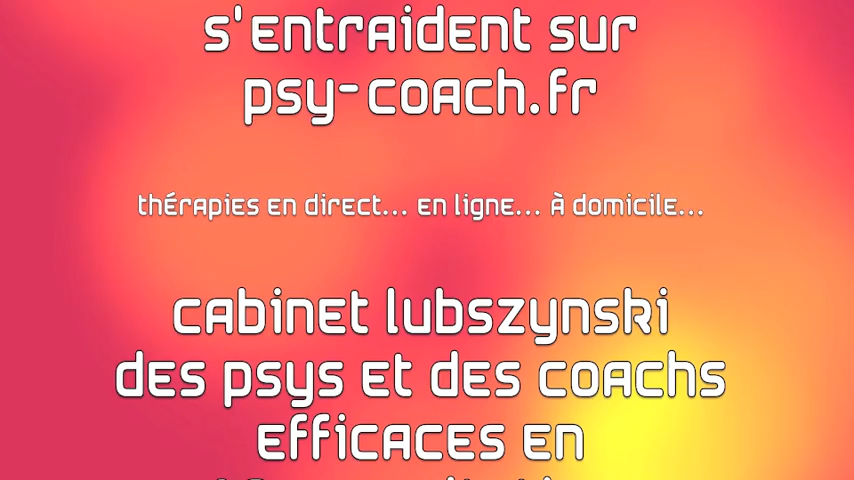 s'entraident sur
psy-coach.fr
thérapies en direct... en ligne... à domicile...
cabinet lubszynski
des psys et des coachs
efficaces en